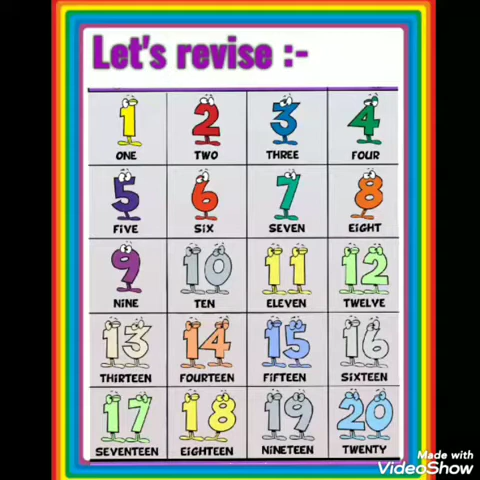 Let's revise :-
1 2 3 4
ONE TWO THREE FOUR
5 6 7 8
FiVE SiX SEVEN EiGHT
9 10 11 12
NiNE TEN ELEVEN TWELVE
13 14 15 16
THiRTEEN FOURTEEN FiFTEEN SiXTEEN
17 18 19 20
SEVENTEEN EiGHTEEN NiNETEEN TWENTY
Made with
VideoShow